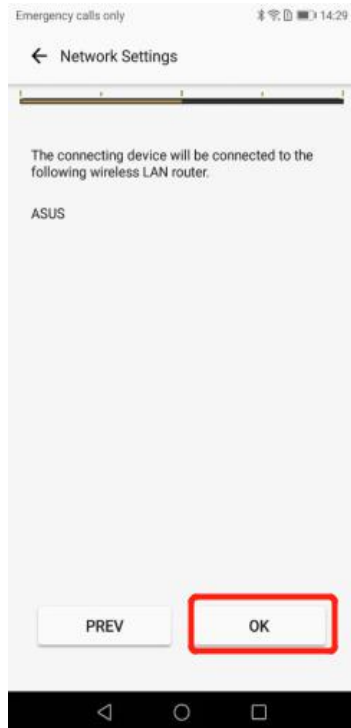 Emergency calls only 14:29
Network Settings
The connecting device will be connected to the
following wireless LAN router.
ASUS
PREV OK